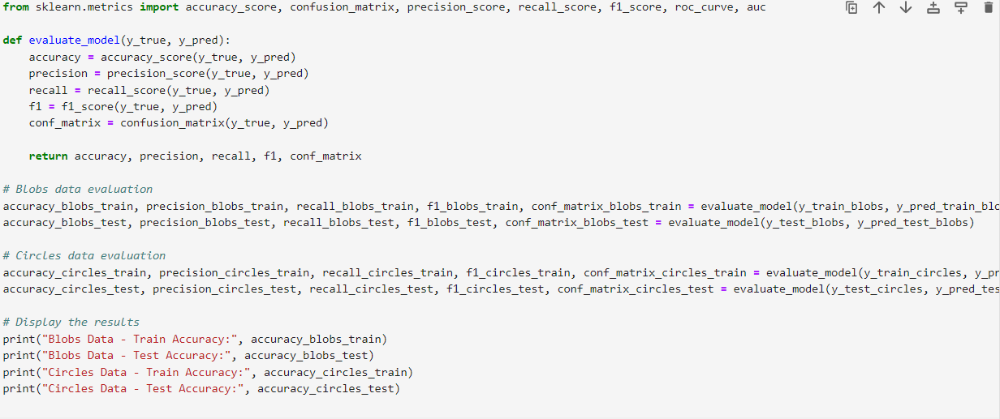 from sklearn.metrics import accuracy_score, confusion_matrix, precision_score, recall_score, f1_score, roc_curve, auc
def evaluate_model(y_true, y_pred):
accuracy = accuracy_score(y_true, y_pred)
precision = precision_score(y_true, y_pred)
recall = recall_score(y_true, y_pred)
f1 = f1_score(y_true, y_pred)
conf_matrix = confusion_matrix(y_true, y_pred)
return accuracy, precision, recall, f1, conf_matrix
# Blobs data evaluation
accuracy_blobs_train, precision_blobs_train, recall_blobs_train, f1_blobs_train, conf_matrix_blobs_train = evaluate_model(y_train_blobs, y_pred_train_blo
accuracy_blobs_test, precision_blobs_test, recall_blobs_test, f1_blobs_test, conf_matrix_blobs_test = evaluate_model(y_test_blobs, y_pred_test_blobs)
# Circles data evaluation
accuracy_circles_train, precision_circles_train, recall_circles_train, f1_circles_train, conf_matrix_circles_train = evaluate_model(y_train_circles, y_pr
accuracy_circles_test, precision_circles_test, recall_circles_test, f1_circles_test, conf_matrix_circles_test = evaluate_model(y_test_circles, y_pred_tes
# Display the results
print("Blobs Data - Train Accuracy:", accuracy_blobs_train)
print("Blobs Data - Test Accuracy:", accuracy_blobs_test)
print("Circles Data - Train Accuracy:", accuracy_circles_train)
print("Circles Data - Test Accuracy:", accuracy_circles_test)